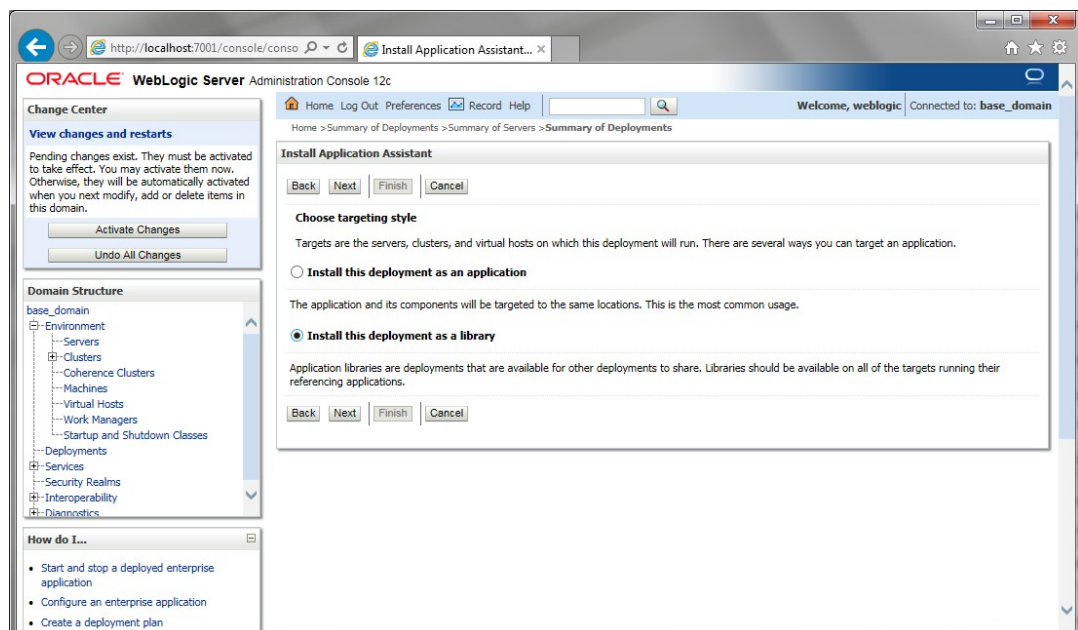 http://localhost:7001/console/conso
Install Application Assistant...
ORACLE WebLogic Server Administration Console 12c
Change Center
View changes and restarts
Pending changes exist. They must be activated
to take effect. You may activate them now.
Otherwise, they will be automatically activated
when you next modify, add or delete items in
this domain.
Activate Changes
Undo All Changes
Domain Structure
base_domain
Environment
Servers
Clusters
Coherence Clusters
Machines
Virtual Hosts
Work Managers
Startup and Shutdown Classes
Deployments
Services
Security Realms
Interoperability
Diagnostics
How do I...
• Start and stop a deployed enterprise
application
• Configure an enterprise application
• Create a deployment plan
Home Log Out Preferences Record Help
Welcome, weblogic Connected to: base_domain
Home >Summary of Deployments >Summary of Servers >Summary of Deployments
Install Application Assistant
Back Next Finish Cancel
Choose targeting style
Targets are the servers, clusters, and virtual hosts on which this deployment will run. There are several ways you can target an application.
Install this deployment as an application
The application and its components will be targeted to the same locations. This is the most common usage.
Install this deployment as a library
Application libraries are deployments that are available for other deployments to share. Libraries should be available on all of the targets running their
referencing applications.
Back Next Finish Cancel